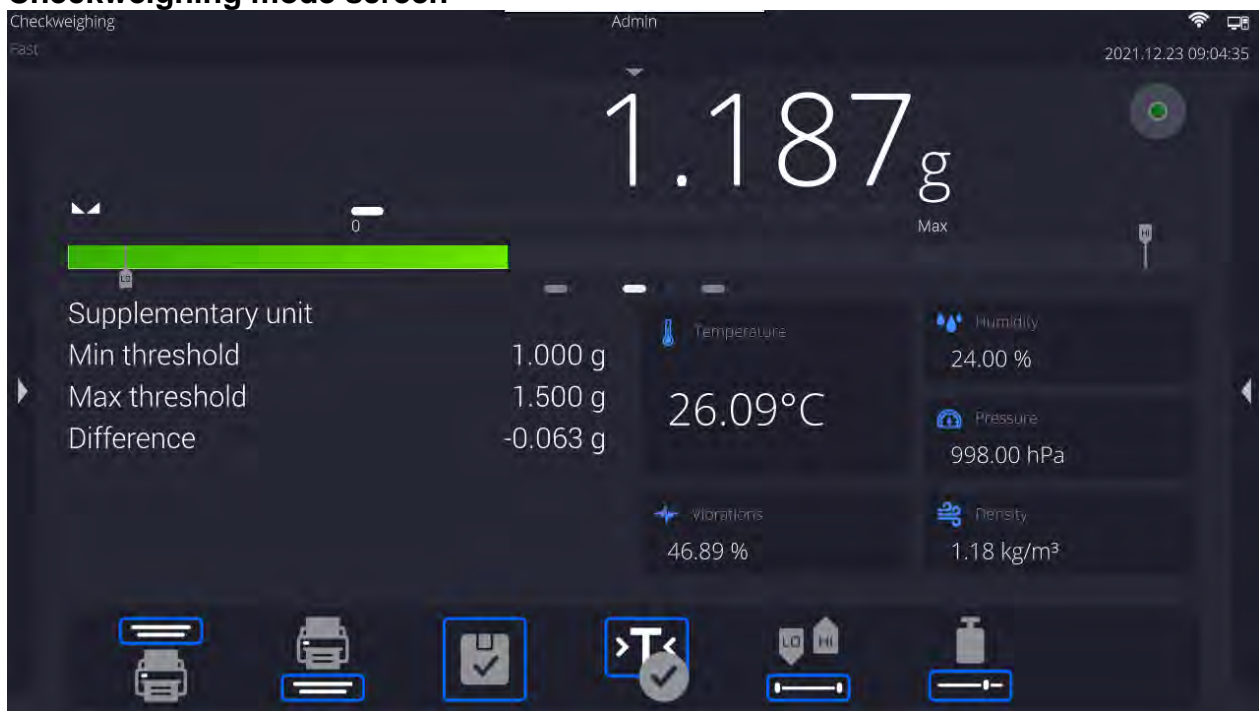 Checkweighing mode screen
Checkweighing
Admin
Fast
2021.12.23 09:04:35
1.187 g
0
Max
HI
LO
Supplementary unit
Min threshold 1.000 g
Max threshold 1.500 g
Difference -0.063 g
Temperature
26.09°C
Humidity
24.00 %
Pressure
998.00 hPa
Vibrations
46.89 %
Density
1.18 kg/m³
>T<
LO HI